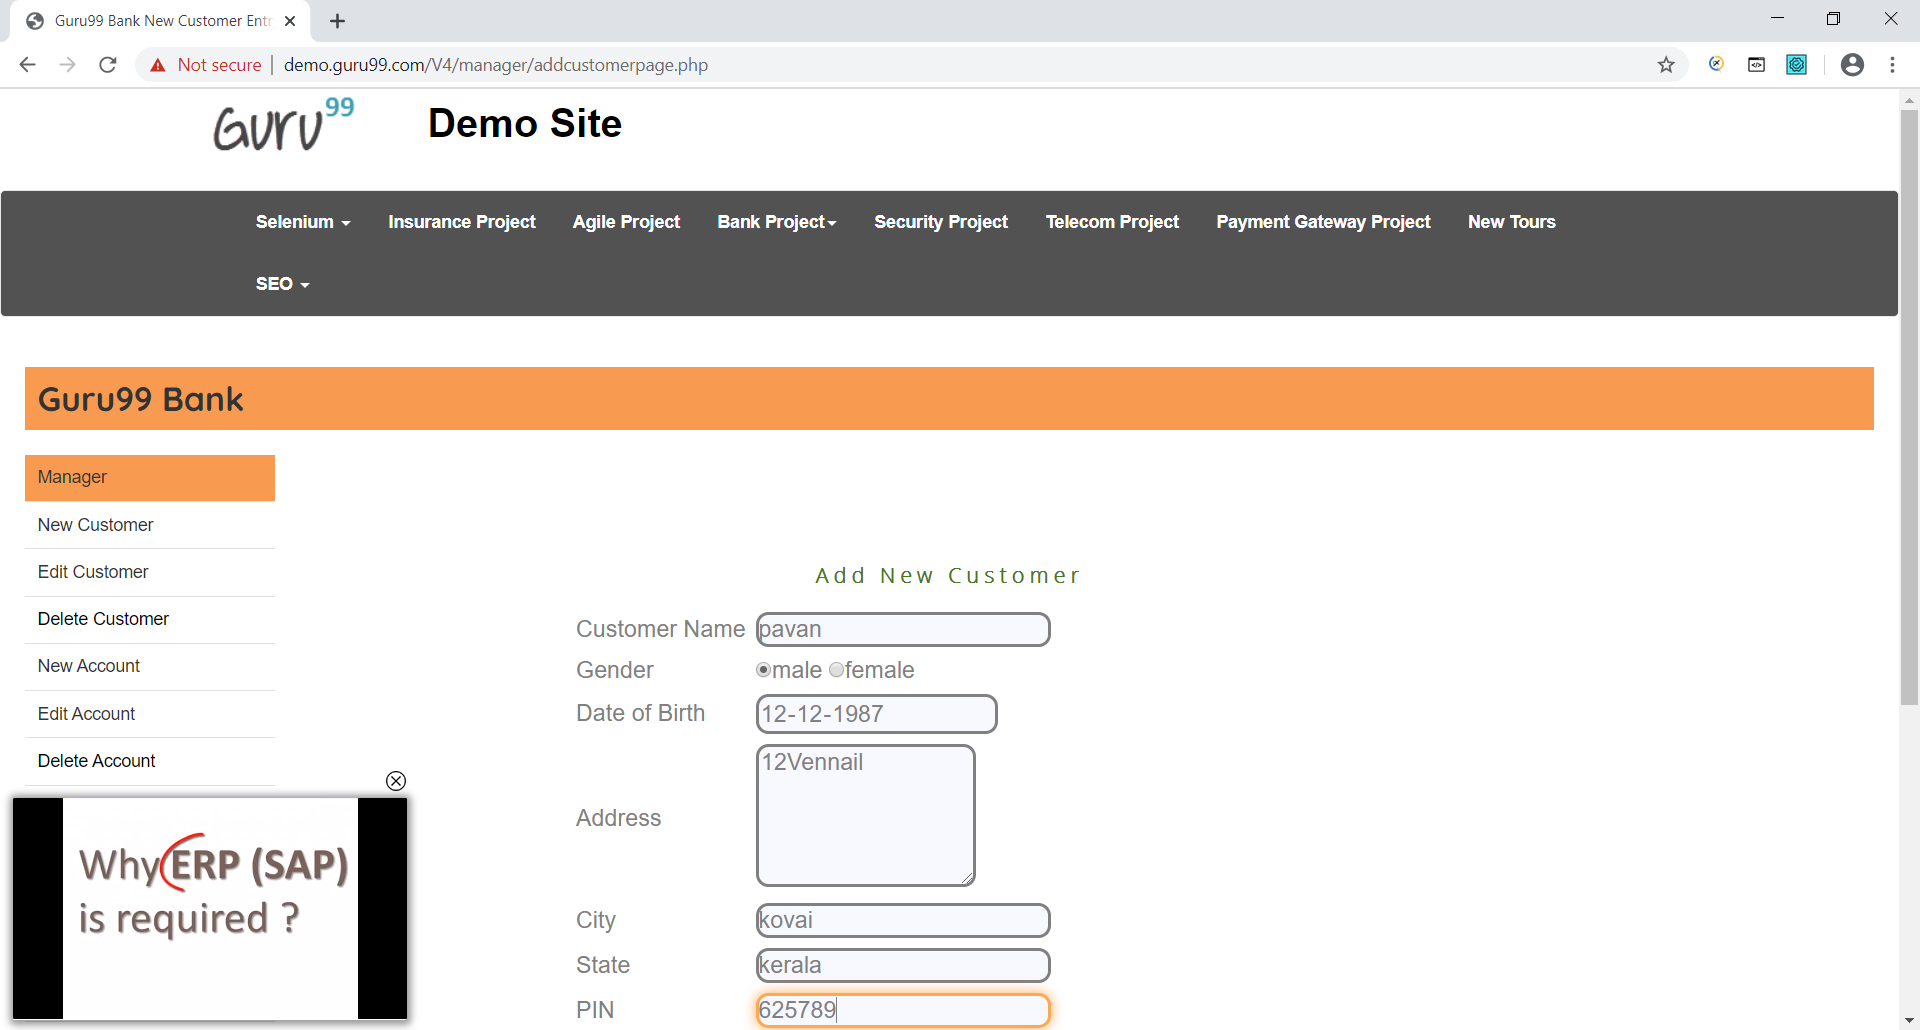 Guru99 Bank New Customer Entr
Not secure | demo.guru99.com/V4/manager/addcustomerpage.php
Guru99 Demo Site
Selenium Insurance Project Agile Project Bank Project Security Project Telecom Project Payment Gateway Project New Tours
SEO
Guru99 Bank
Manager
New Customer
Edit Customer
Delete Customer
New Account
Edit Account
Delete Account
Why ERP (SAP)
is required ?
Add New Customer
Customer Name pavan
Gender male female
Date of Birth 12-12-1987
Address 12Vennail
City kovai
State kerala
PIN 625789